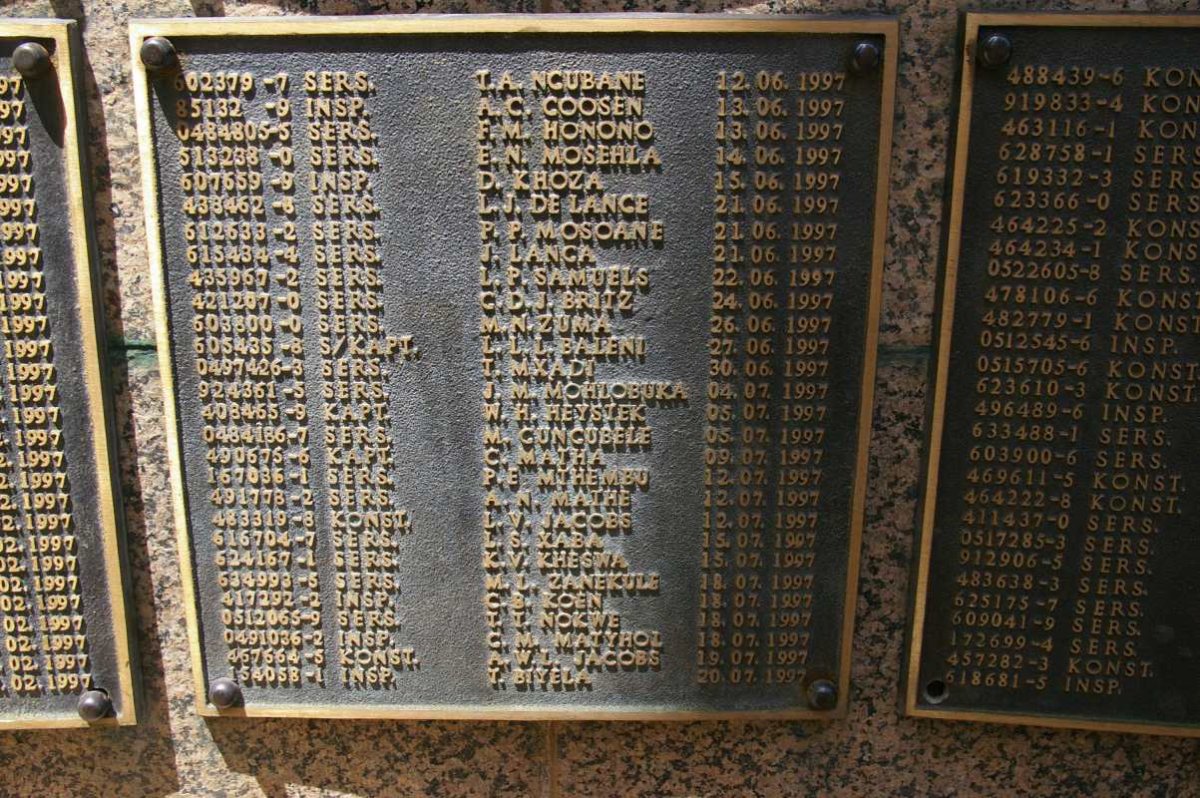 602379 -7 SERS. T.A. NCUBANE 12. 06. 1997
85132 -9 INSP. A. C. COOSEN 13. 06. 1997
0484805-5 SERS. F. M. HONONO 13. 06. 1997
513238 -0 SERS. E. N. MOSEHLA 14. 06. 1997
607659 -9 INSP. D. KHOZA 15. 06. 1997
433462 -8 SERS. L. J. DE LANCE 21. 06. 1997
612633 -2 SERS. P. P. MOSOANE 21. 06. 1997
615484 -4 SERS. J. LANCA 21. 06. 1997
435967 -2 SERS. L. P. SAMUELS 22. 06. 1997
421207 -0 SERS. C. D. J. BRITZ 24. 06. 1997
603800 -0 SERS. M. N. ZUMA 26. 06. 1997
605435 -8 S/KAPT. L. L. L. BALENI 27. 06. 1997
0497426-3 SERS. T. MXADI 30. 06. 1997
924361 -5 SERS. J. M. MOHLOBUKA 04. 07. 1997
408465 -9 KAPT. W. H. HEYSTEK 05. 07. 1997
0484186-7 SERS. M. CUNCUBELE 05. 07. 1997
490675 -6 KAPT. C. MATHA 09. 07. 1997
167036 -1 SERS. P. E MTHEMBU 12. 07. 1997
491778 -2 SERS. A. N. MATHE 12. 07. 1997
483319 -8 KONST. L. V. JACOBS 12. 07. 1997
616704 -7 SERS. L. S. XABA 15. 07. 1997
624167 -1 SERS. K. V. KHESWA 15. 07. 1997
634993 -5 SERS. M. L. ZANEKULE 18. 07. 1997
417292 -2 INSP. C. B. KOEN 18. 07. 1997
0512065-9 SERS. T. T. NOKWE 18. 07. 1997
0491036-2 INSP. C. M. MATYHOL 18. 07. 1997
467664 -5 KONST. A. W.L. JACOBS 19. 07. 1997
154058 -1 INSP. T. BIYELA 20. 07. 1997
488439-6 KON
919833-4 KON
463116-1 KON
628758-1 SERS
619332-3 SERS
623366-0 SERS
464225-2 KONS
464234-1 KONS
0522605-8 SERS
478106-6 KONS
482779-1 KONS
0512545-6 INSP.
0515705-6 KONST
623610-3 KONST.
496489-6 INSP.
633488-1 SERS.
603900-6 SERS.
469611-5 KONST.
464222-8 KONST.
411437-0 SERS.
0517285-3 SERS.
912906-5 SERS.
483638-3 SERS.
625175-7 SERS.
609041-9 SERS.
172699-4 SERS.
457282-3 KONST.
618681-5 INSP.